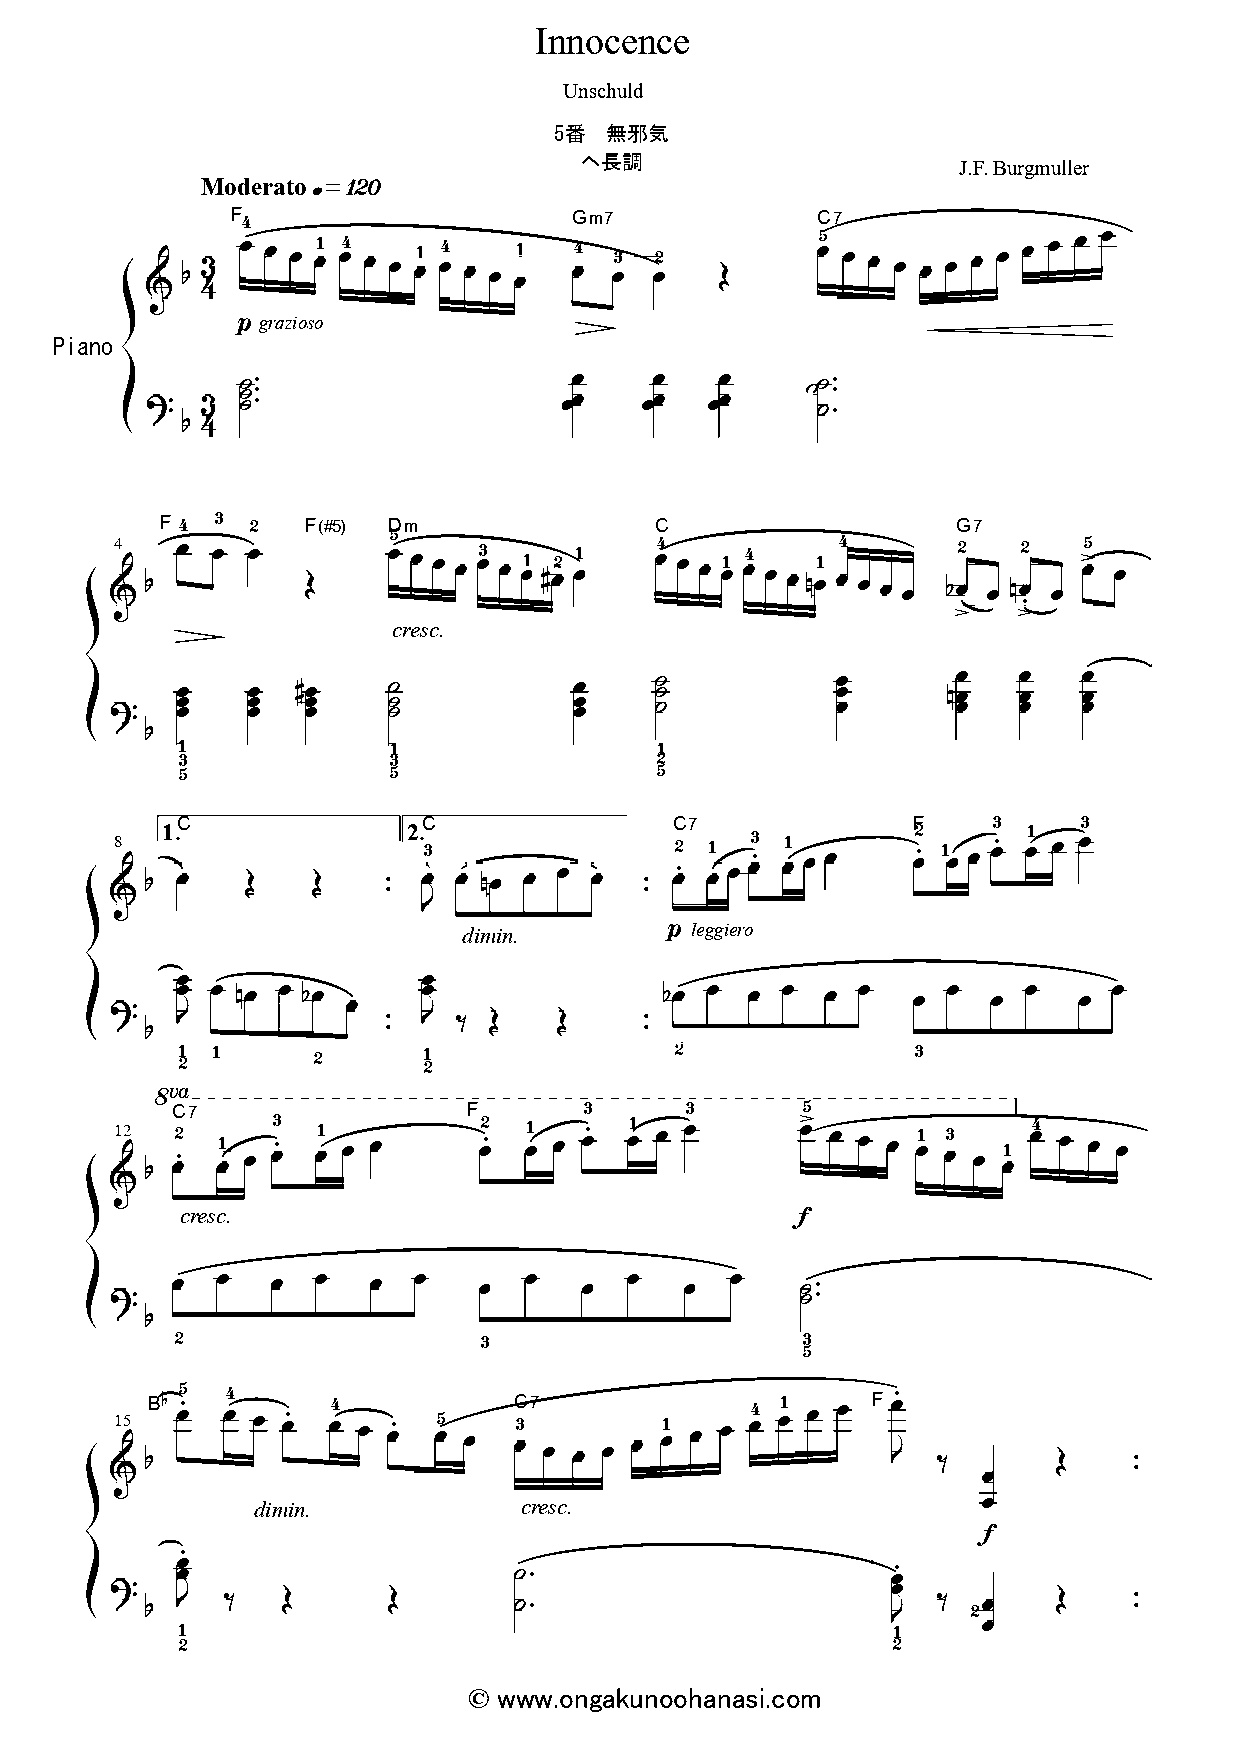 Innocence
Unschuld
5番 無邪気
ヘ長調
J.F. Burgmuller
Moderato ♩= 120
F Gm7 C7
4 1 4 1 4 1 4 3 2 5
3 4
p grazioso
Piano
3 4
F F(#5) Dm C G7
4 4 3 2 5 3 1 2 1 4 1 4 1 4 2 2 5
cresc.
1 3 5 1 3 5 1 2 5
1. C 2. C C7 F
8 3 2 1 3 1 2 1 3 1 3
dimin. p leggiero
1 2 1 2 1 2 2 3
8va
C7 F
12 2 1 3 1 2 1 3 1 3 5 1 3 1 4
cresc. f
2 3 3 5
B♭ C7 F
15 5 4 4 5 3 1 4 1
dimin. cresc. f
1 2 1 2 2
© www.ongakunoohanasi.com